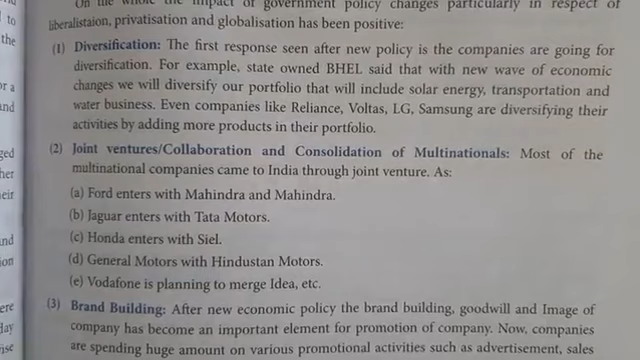 On the whole the impact of government policy changes particularly in respect of
liberalistaion, privatisation and globalisation has been positive:
(1) Diversification: The first response seen after new policy is the companies are going for
diversification. For example, state owned BHEL said that with new wave of economic
changes we will diversify our portfolio that will include solar energy, transportation and
water business. Even companies like Reliance, Voltas, LG, Samsung are diversifying their
activities by adding more products in their portfolio.
(2) Joint ventures/Collaboration and Consolidation of Multinationals: Most of the
multinational companies came to India through joint venture. As:
(a) Ford enters with Mahindra and Mahindra.
(b) Jaguar enters with Tata Motors.
(c) Honda enters with Siel.
(d) General Motors with Hindustan Motors.
(e) Vodafone is planning to merge Idea, etc.
(3) Brand Building: After new economic policy the brand building, goodwill and Image of
company has become an important element for promotion of company. Now, companies
are spending huge amount on various promotional activities such as advertisement, sales